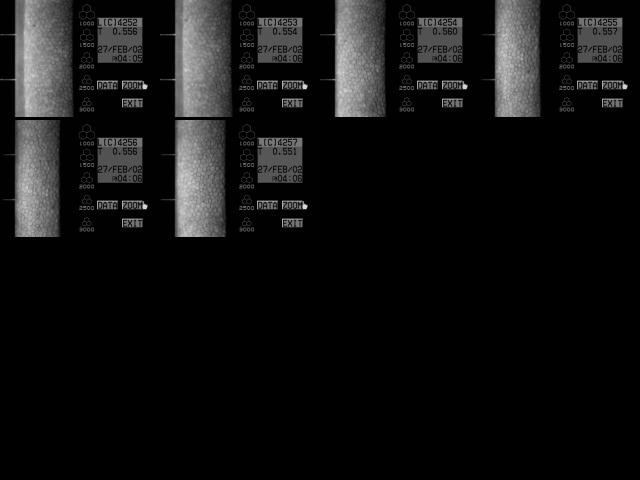 L(C)4252
1000
T 0.556
1500
27/FEB/02
PM04:05
2000
DATA ZOOM
2500
EXIT
3000
L(C)4253
1000
T 0.554
1500
27/FEB/02
PM04:06
2000
DATA ZOOM
2500
EXIT
3000
L(C)4254
1000
T 0.560
1500
27/FEB/02
PM04:06
2000
DATA ZOOM
2500
EXIT
3000
L(C)4255
1000
T 0.557
1500
27/FEB/02
PM04:06
2000
DATA ZOOM
2500
EXIT
3000
L(C)4256
1000
T 0.556
1500
27/FEB/02
PM04:06
2000
DATA ZOOM
2500
EXIT
3000
L(C)4257
1000
T 0.551
1500
27/FEB/02
PM04:06
2000
DATA ZOOM
2500
EXIT
3000